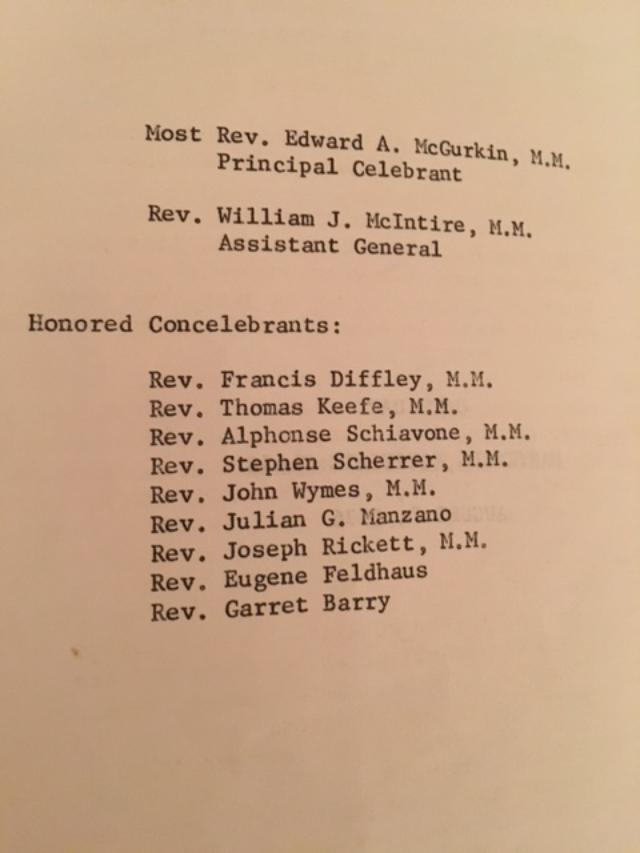 Most Rev. Edward A. McGurkin, M.M.
Principal Celebrant
Rev. William J. McIntire, M.M.
Assistant General
Honored Concelebrants:
Rev. Francis Diffley, M.M.
Rev. Thomas Keefe, M.M.
Rev. Alphonse Schiavone, M.M.
Rev. Stephen Scherrer, M.M.
Rev. John Wymes, M.M.
Rev. Julian G. Manzano
Rev. Joseph Rickett, M.M.
Rev. Eugene Feldhaus
Rev. Garret Barry